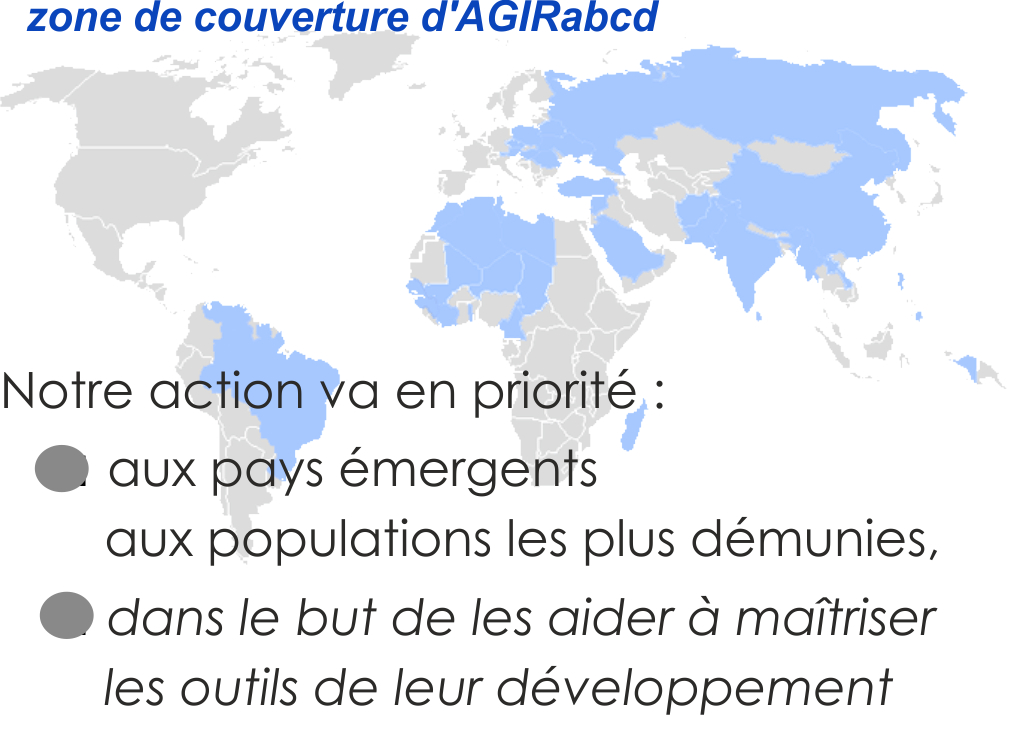 zone de couverture d'AGIRabcd
Notre action va en priorité :
aux pays émergents
aux populations les plus démunies,
dans le but de les aider à maîtriser
les outils de leur développement